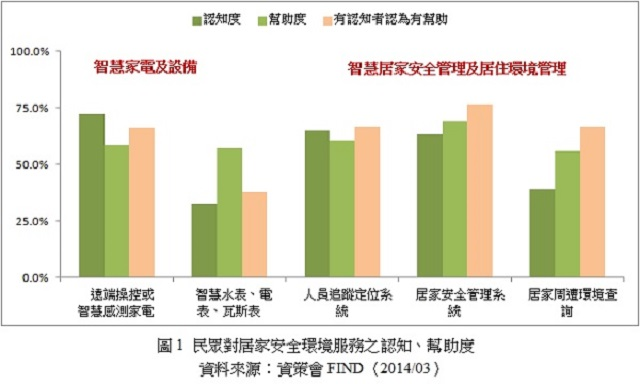 認知度 幫助度 有認知者認為有幫助
100.0%
智慧家電及設備 智慧居家安全管理及居住環境管理
75.0%
50.0%
25.0%
0.0%
遠端操控或 智慧水表、電 人員追蹤定位系 居家安全管理系 居家周遭環境查
智慧感測家電 表、瓦斯表 統 統 詢
圖1 民眾對居家安全環境服務之認知、幫助度
資料來源：資策會FIND（2014/03）